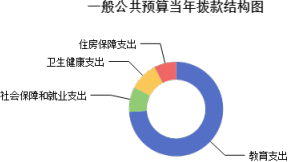 一般公共预算当年拨款结构图
住房保障支出
卫生健康支出
社会保障和就业支出
教育支出